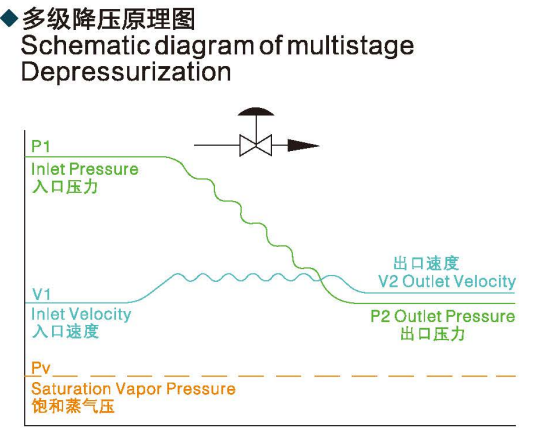 多级降压原理图
Schematic diagram of multistage
Depressurization
P1
Inlet Pressure
入口压力
出口速度
V2 Outlet Velocity
V1
Inlet Velocity
入口速度
P2 Outlet Pressure
出口压力
Pv
Saturation Vapor Pressure
饱和蒸气压